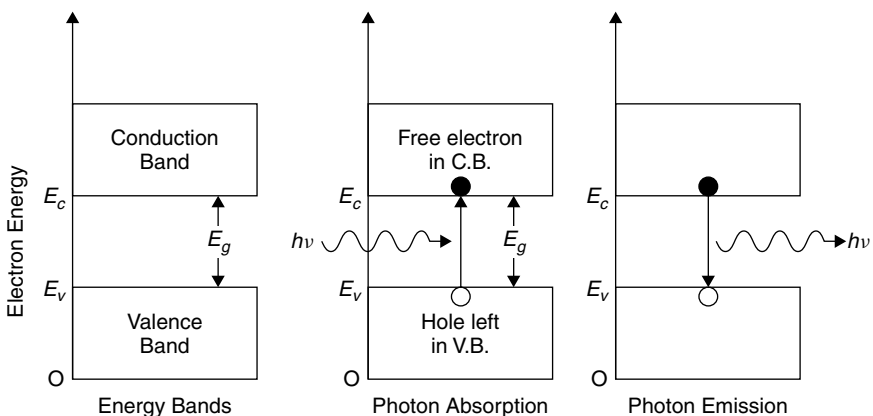 Electron Energy
Conduction
Band
E_c
E_g
E_v
Valence
Band
O
Energy Bands
Free electron
in C.B.
E_c
hν
E_g
E_v
Hole left
in V.B.
O
Photon Absorption
E_c
hν
E_v
O
Photon Emission